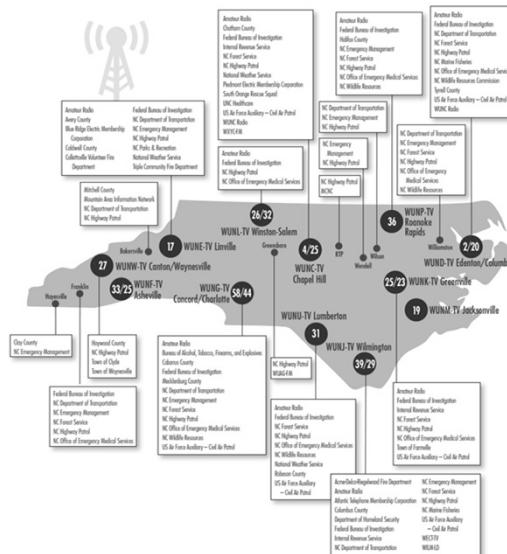 Amateur Radio
Avery County
Blue Ridge Electric Membership
Corporation
Caldwell County
Collettsville Volunteer Fire
Department
Federal Bureau of Investigation
NC Department of Transportation
NC Emergency Management
NC Highway Patrol
NC Parks & Recreation
National Weather Service
Triple Community Fire Department
Mitchell County
Mountain Area Information Network
NC Department of Transportation
NC Highway Patrol
Amateur Radio
Chatham County
Federal Bureau of Investigation
Internal Revenue Service
NC Forest Service
NC Highway Patrol
National Weather Service
Piedmont Electric Membership Corporation
South Orange Rescue Squad
UNC Healthcare
US Air Force Auxiliary – Civil Air Patrol
WUNC Radio
WXYC-FM
Amateur Radio
Federal Bureau of Investigation
NC Highway Patrol
NC Office of Emergency Medical Services
Amateur Radio
Federal Bureau of Investigation
Halifax County
NC Emergency Management
NC Forest Service
NC Highway Patrol
NC Office of Emergency Medical Services
NC Wildlife Resources
NC Department of Transportation
NC Emergency Management
NC Highway Patrol
NC Emergency
Management
NC Highway Patrol
NC Highway Patrol
MCNC
Amateur Radio
NC Department of Transportation
NC Forest Service
NC Highway Patrol
NC Marine Fisheries
NC Office of Emergency Medical Services
NC Wildlife Resources Commission
Tyrrell County
US Air Force Auxiliary – Civil Air Patrol
WUNC Radio
NC Department of Transportation
NC Emergency Management
NC Forest Service
NC Highway Patrol
NC Office of Emergency
Medical Services
NC Wildlife Resources
26/32
WUNL-TV Winston-Salem
36
WUNP-TV
Roanoke
Rapids
17
WUNE-TV Linville
Bakersville
Greensboro
4/25
WUNC-TV
Chapel Hill
RTP
Wendell
Wilson
Williamston
2/20
WUND-TV Edenton/Columbia
27
WUNW-TV Canton/Waynesville
Hayesville
Franklin
33/25
WUNF-TV
Asheville
WUNG-TV
Concord/Charlotte
58/44
25/23
WUNK-TV Greenville
19
WUNM-TV Jacksonville
WUNU-TV Lumberton
31
WUNJ-TV Wilmington
39/29
Clay County
NC Emergency Management
Haywood County
NC Highway Patrol
Town of Clyde
Town of Waynesville
Federal Bureau of Investigation
NC Department of Transportation
NC Emergency Management
NC Forest Service
NC Highway Patrol
NC Office of Emergency Medical Services
Amateur Radio
Bureau of Alcohol, Tobacco, Firearms, and Explosives
Cabarrus County
Federal Bureau of Investigation
Mecklenburg County
NC Department of Transportation
NC Emergency Management
NC Forest Service
NC Highway Patrol
NC Office of Emergency Medical Services
NC Wildlife Resources
US Air Force Auxiliary – Civil Air Patrol
NC Highway Patrol
WUAG-FM
Amateur Radio
Federal Bureau of Investigation
NC Forest Service
NC Highway Patrol
NC Office of Emergency Medical Services
NC Wildlife Resources
National Weather Service
Robeson County
US Air Force Auxiliary
– Civil Air Patrol
Amateur Radio
Federal Bureau of Investigation
Internal Revenue Service
NC Forest Service
NC Highway Patrol
NC Office of Emergency Medical Services
Town of Farmville
US Air Force Auxiliary – Civil Air Patrol
Acme-Delco-Riegelwood Fire Department
Amateur Radio
Atlantic Telephone Membership Corporation
Columbus County
Department of Homeland Security
Federal Bureau of Investigation
Internal Revenue Service
NC Department of Transportation
NC Emergency Management
NC Forest Service
NC Highway Patrol
NC Marine Fisheries
US Air Force Auxiliary
– Civil Air Patrol
WECT-TV
WILM-LD